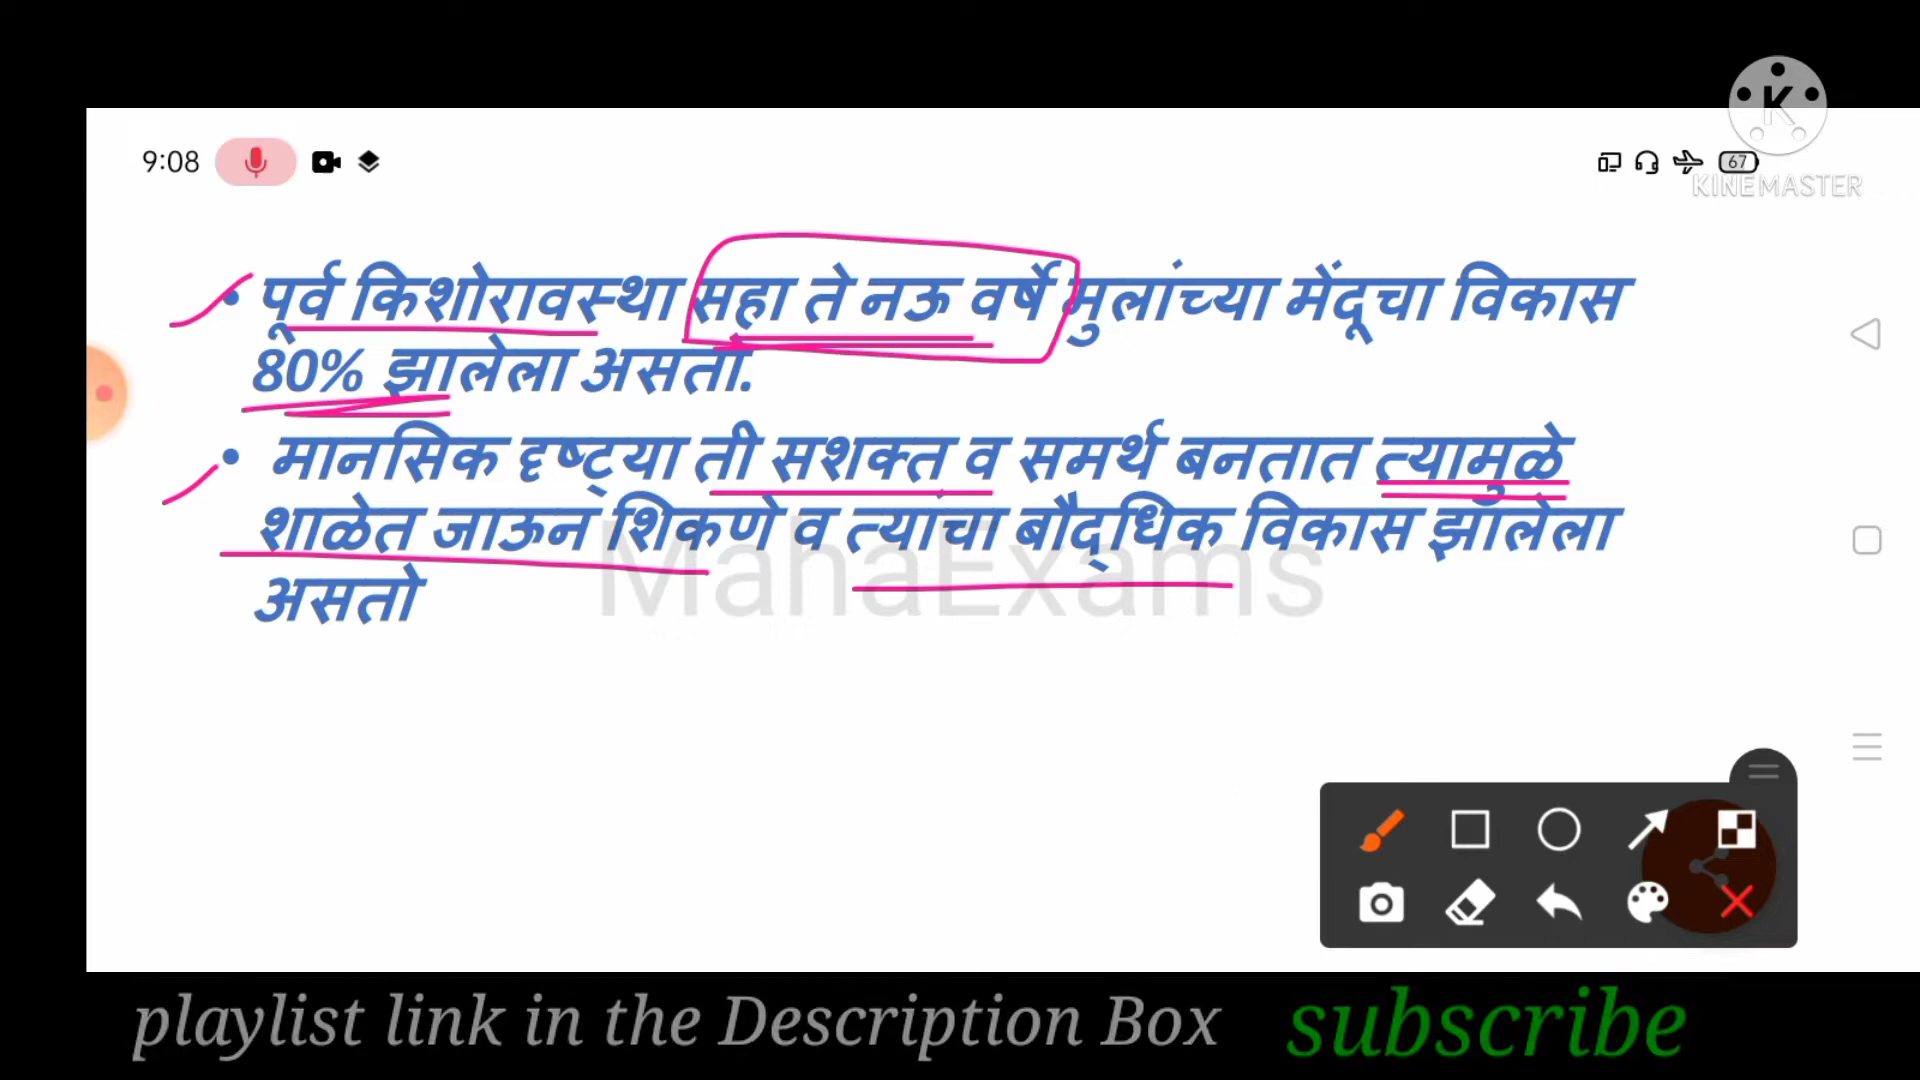 9:08
67
KINEMASTER
• पूर्व किशोरावस्था सहा ते नऊ वर्षे मुलांच्या मेंदूचा विकास
80% झालेला असतो.
• मानसिक दृष्ट्या ती सशक्त व समर्थ बनतात त्यामुळे
शाळेत जाऊन शिकणे व त्यांचा बौद्धिक विकास झालेला
असतो
MahaExams
playlist link in the Description Box subscribe